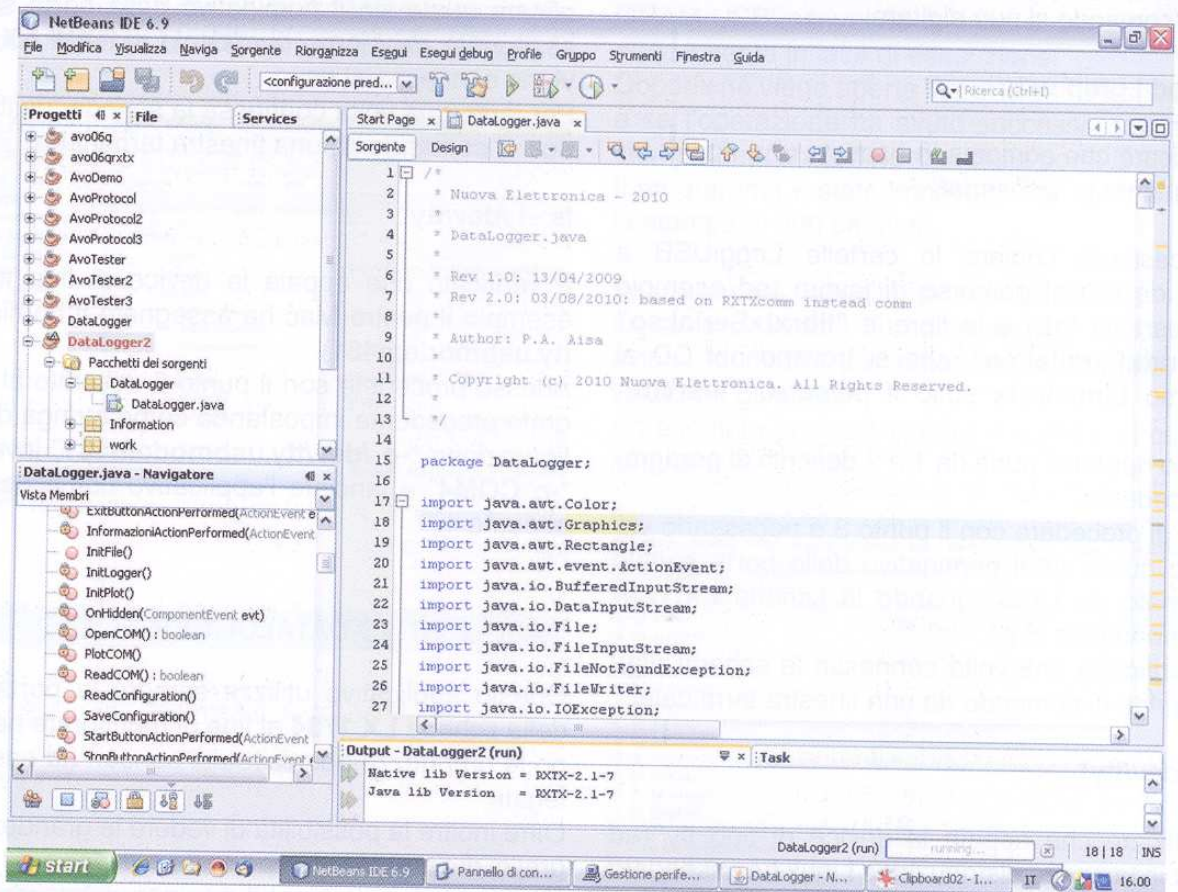 NetBeans IDE 6.9
File Modifica Visualizza Naviga Sorgente Riorganizza Esegui Esegui debug Profile Gruppo Strumenti Finestra Guida
<configurazione pred...
Ricerca (Ctrl+I)
Progetti File Services
avo06q
avo06qrxtx
AvoDemo
AvoProtocol
AvoProtocol2
AvoProtocol3
AvoTester
AvoTester2
AvoTester3
DataLogger
DataLogger2
Pacchetti dei sorgenti
DataLogger
DataLogger.java
Information
work
DataLogger.java - Navigatore
Vista Membri
ExitButtonActionPerformed(ActionEvent e
InformazioniActionPerformed(ActionEvent
InitFile()
InitLogger()
InitPlot()
OnHidden(ComponentEvent evt)
OpenCOM() : boolean
PlotCOM()
ReadCOM() : boolean
ReadConfiguration()
SaveConfiguration()
StartButtonActionPerformed(ActionEvent
StopButtonActionPerformed(ActionEvent
Start Page DataLogger.java
Sorgente Design
1 /*
2 * Nuova Elettronica - 2010
3 *
4 * DataLogger.java
5 *
6 * Rev 1.0: 13/04/2009
7 * Rev 2.0: 03/08/2010: based on RXTXcomm instead comm
8 *
9 * Author: P.A. Aisa
10 *
11 * Copyright (c) 2010 Nuova Elettronica. All Rights Reserved.
12 *
13 */
14
15 package DataLogger;
16
17 import java.awt.Color;
18 import java.awt.Graphics;
19 import java.awt.Rectangle;
20 import java.awt.event.ActionEvent;
21 import java.io.BufferedInputStream;
22 import java.io.DataInputStream;
23 import java.io.File;
24 import java.io.FileInputStream;
25 import java.io.FileNotFoundException;
26 import java.io.FileWriter;
27 import java.io.IOException;
Output - DataLogger2 (run) Task
Native lib Version = RXTX-2.1-7
Java lib Version = RXTX-2.1-7
DataLogger2 (run) running... 18 | 18 INS
start NetBeans IDE 6.9 Pannello di con... Gestione perife... DataLogger - N... Clipboard02 - I... IT 16.00